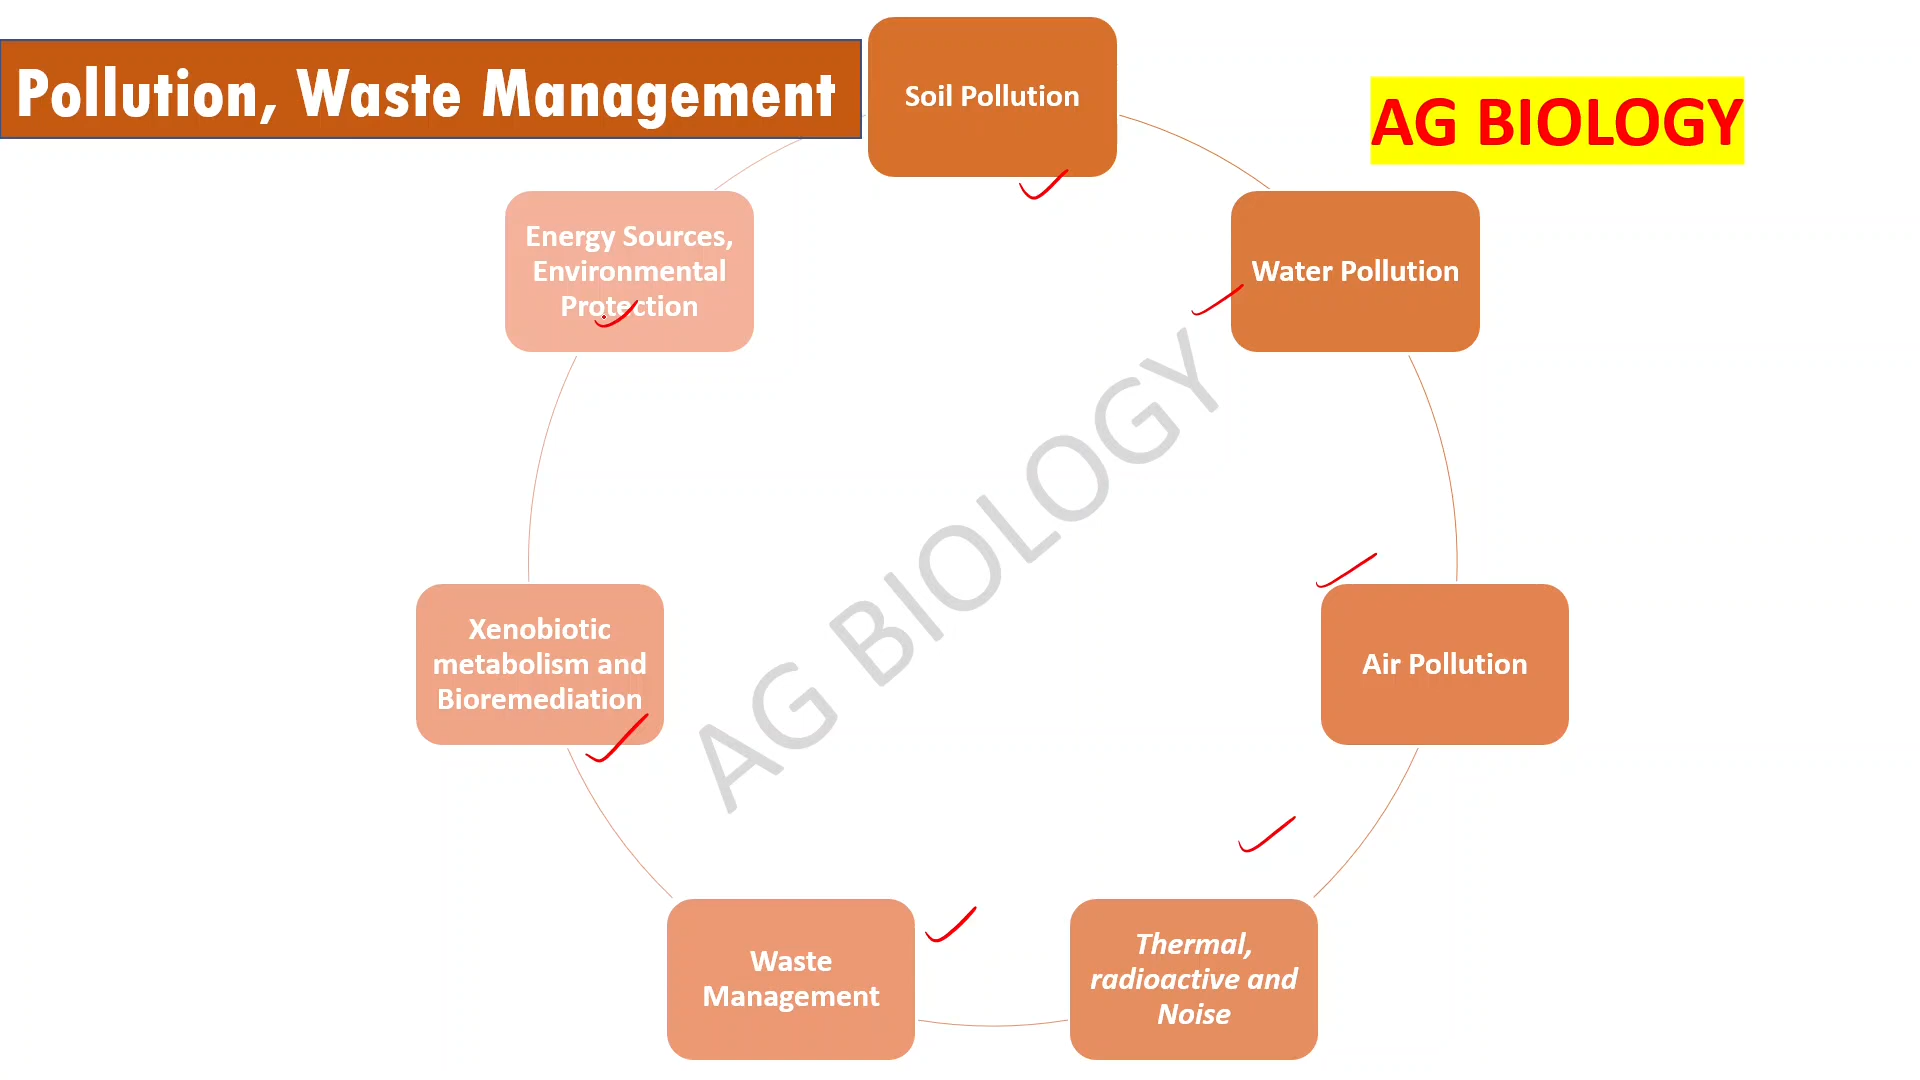 Pollution, Waste Management
AG BIOLOGY
Soil Pollution
Water Pollution
Air Pollution
Thermal,
radioactive and
Noise
Waste
Management
Xenobiotic
metabolism and
Bioremediation
Energy Sources,
Environmental
Protection
AG BIOLOGY